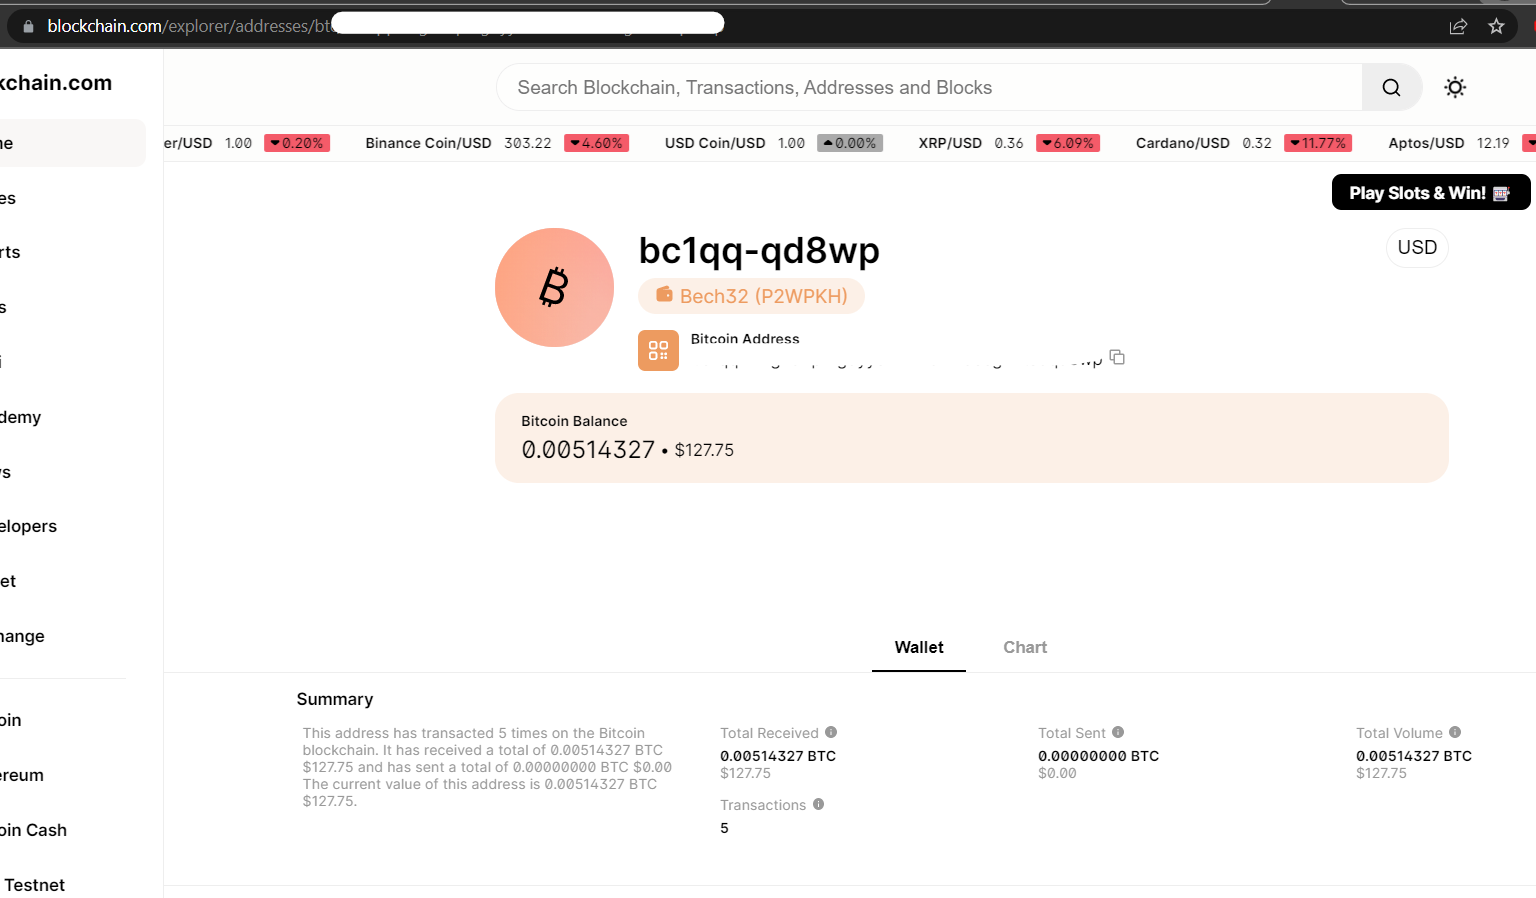 blockchain.com/explorer/addresses/bt
kchain.com
Search Blockchain, Transactions, Addresses and Blocks
er/USD 1.00 0.20% Binance Coin/USD 303.22 4.60% USD Coin/USD 1.00 0.00% XRP/USD 0.36 6.09% Cardano/USD 0.32 11.77% Aptos/USD 12.19
Play Slots & Win!
ne
es
rts
s
i
demy
vs
elopers
et
hange
oin
ereum
oin Cash
Testnet
bc1qq-qd8wp
USD
Bech32 (P2WPKH)
Bitcoin Address
Bitcoin Balance
0.00514327 • $127.75
Wallet Chart
Summary
This address has transacted 5 times on the Bitcoin
blockchain. It has received a total of 0.00514327 BTC
$127.75 and has sent a total of 0.00000000 BTC $0.00
The current value of this address is 0.00514327 BTC
$127.75.
Total Received
0.00514327 BTC
$127.75
Transactions
5
Total Sent
0.00000000 BTC
$0.00
Total Volume
0.00514327 BTC
$127.75